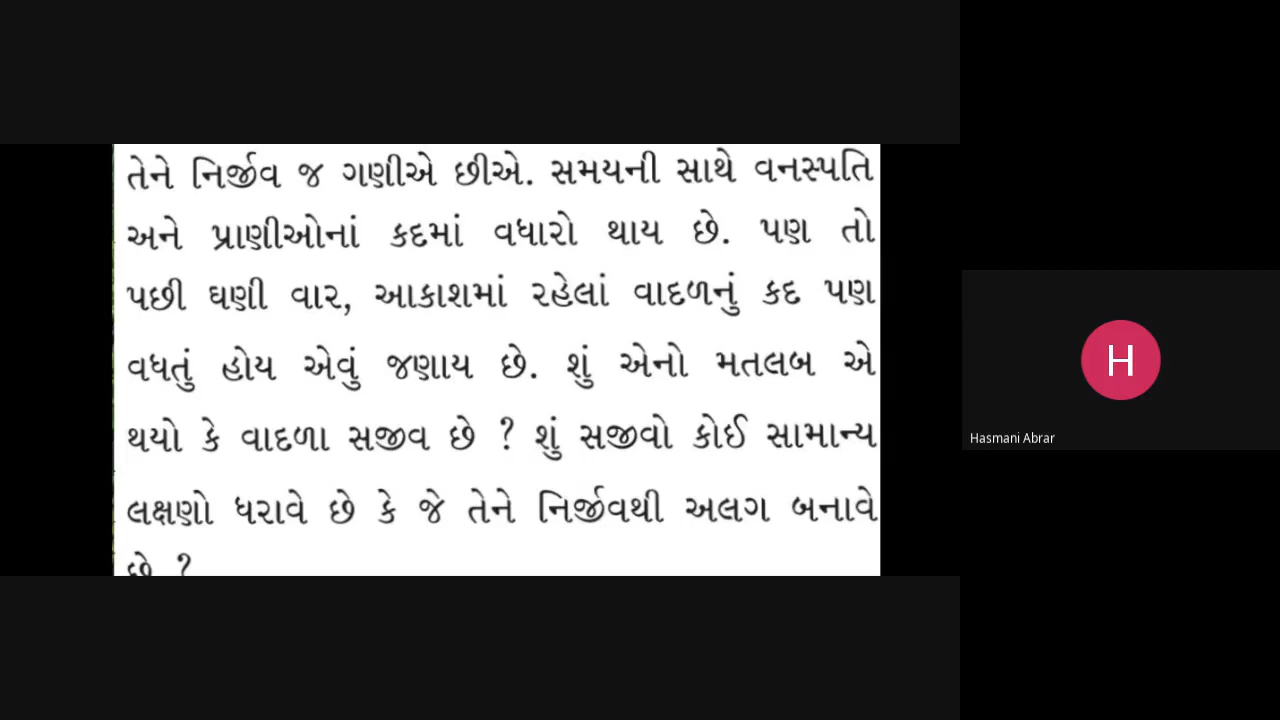 તેને નિર્જીવ જ ગણીએ છીએ. સમયની સાથે વનસ્પતિ
અને પ્રાણીઓનાં કદમાં વધારો થાય છે. પણ તો
પછી ઘણી વાર, આકાશમાં રહેલાં વાદળનું કદ પણ
વધતું હોય એવું જણાય છે. શું એનો મતલબ એ
થયો કે વાદળા સજીવ છે ? શું સજીવો કોઈ સામાન્ય
લક્ષણો ધરાવે છે કે જે તેને નિર્જીવથી અલગ બનાવે
છે ?
H
Hasmani Abrar